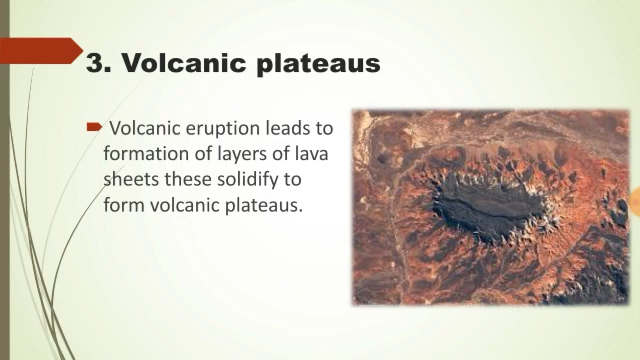 3. Volcanic plateaus
Volcanic eruption leads to
formation of layers of lava
sheets these solidify to
form volcanic plateaus.